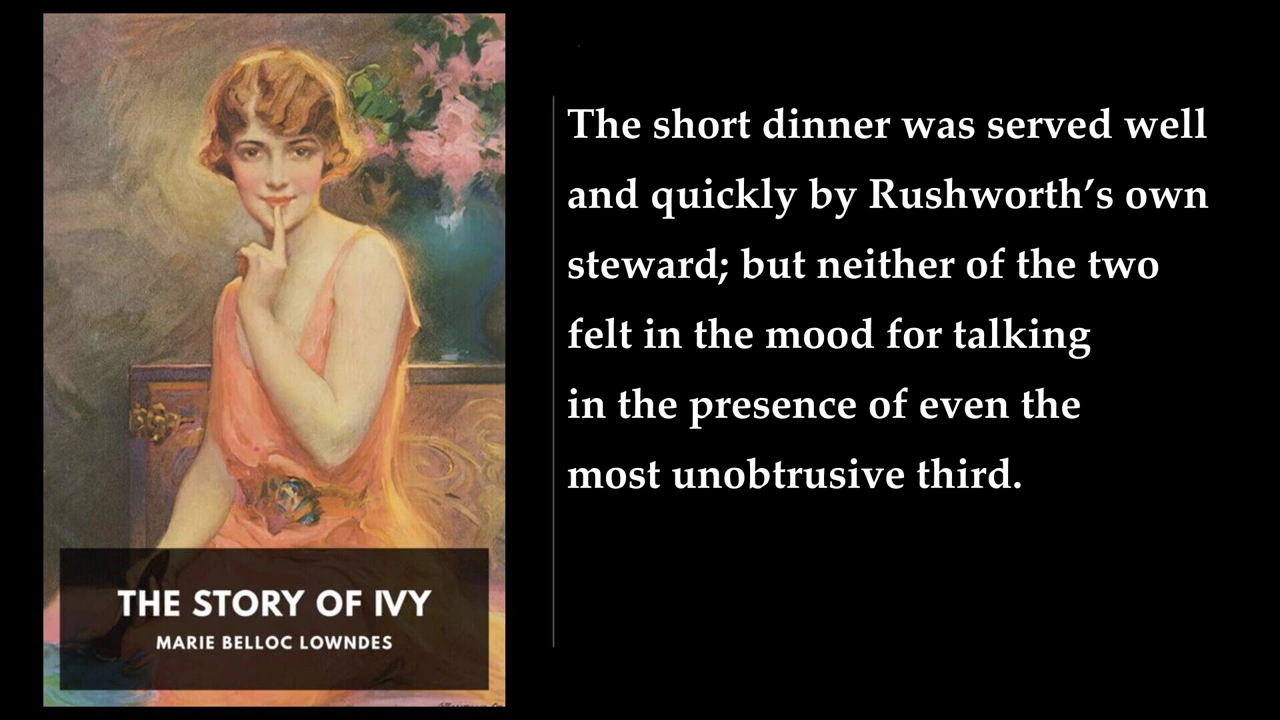 The short dinner was served well
and quickly by Rushworth’s own
steward; but neither of the two
felt in the mood for talking
in the presence of even the
most unobtrusive third.
THE STORY OF IVY
MARIE BELLOC LOWNDES